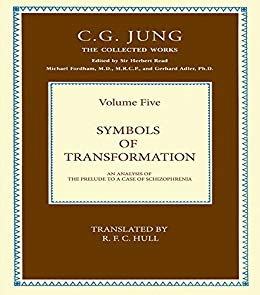 C.G. JUNG
THE COLLECTED WORKS
Edited by Sir Herbert Read
Michael Fordham, M.D., M.R.C.P., and Gerhard Adler, Ph.D.
Volume Five
SYMBOLS
OF
TRANSFORMATION
AN ANALYSIS OF
THE PRELUDE TO A CASE OF SCHIZOPHRENIA
TRANSLATED BY
R. F. C. HULL